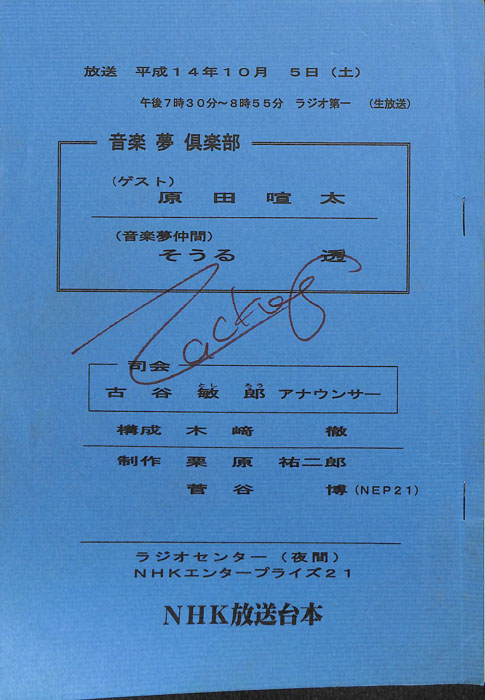 放送 平成14年10月 5日(土)
午後7時30分~8時55分 ラジオ第一 (生放送)
音楽 夢 倶楽部
(ゲスト)
原田喧太
(音楽夢仲間)
そうる 透
司会
古谷敏郎 アナウンサー
とし ろう
構成 木﨑 徹
制作 栗原祐二郎
菅谷 博(NEP21)
ラジオセンター(夜間)
NHKエンタープライズ21
NHK放送台本